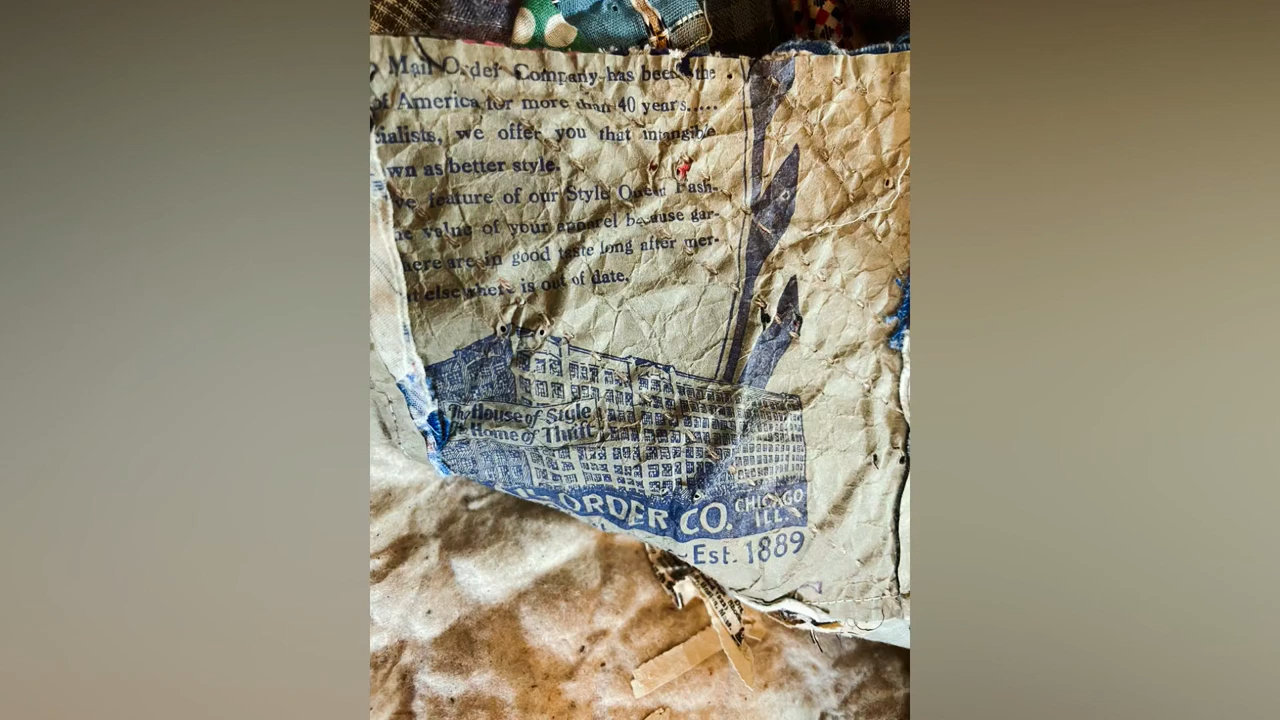 Mail Order Company has been the
of America for more than 40 years.....
ialists, we offer you that intangible
wn as better style.
ve feature of our Style Queen Fash-
he value of your apparel because gar-
here are in good taste long after mer-
t elsewhere is out of date.
The House of Style
Home of Thrift
ORDER CO. CHICAGO
ILL.
Est. 1889